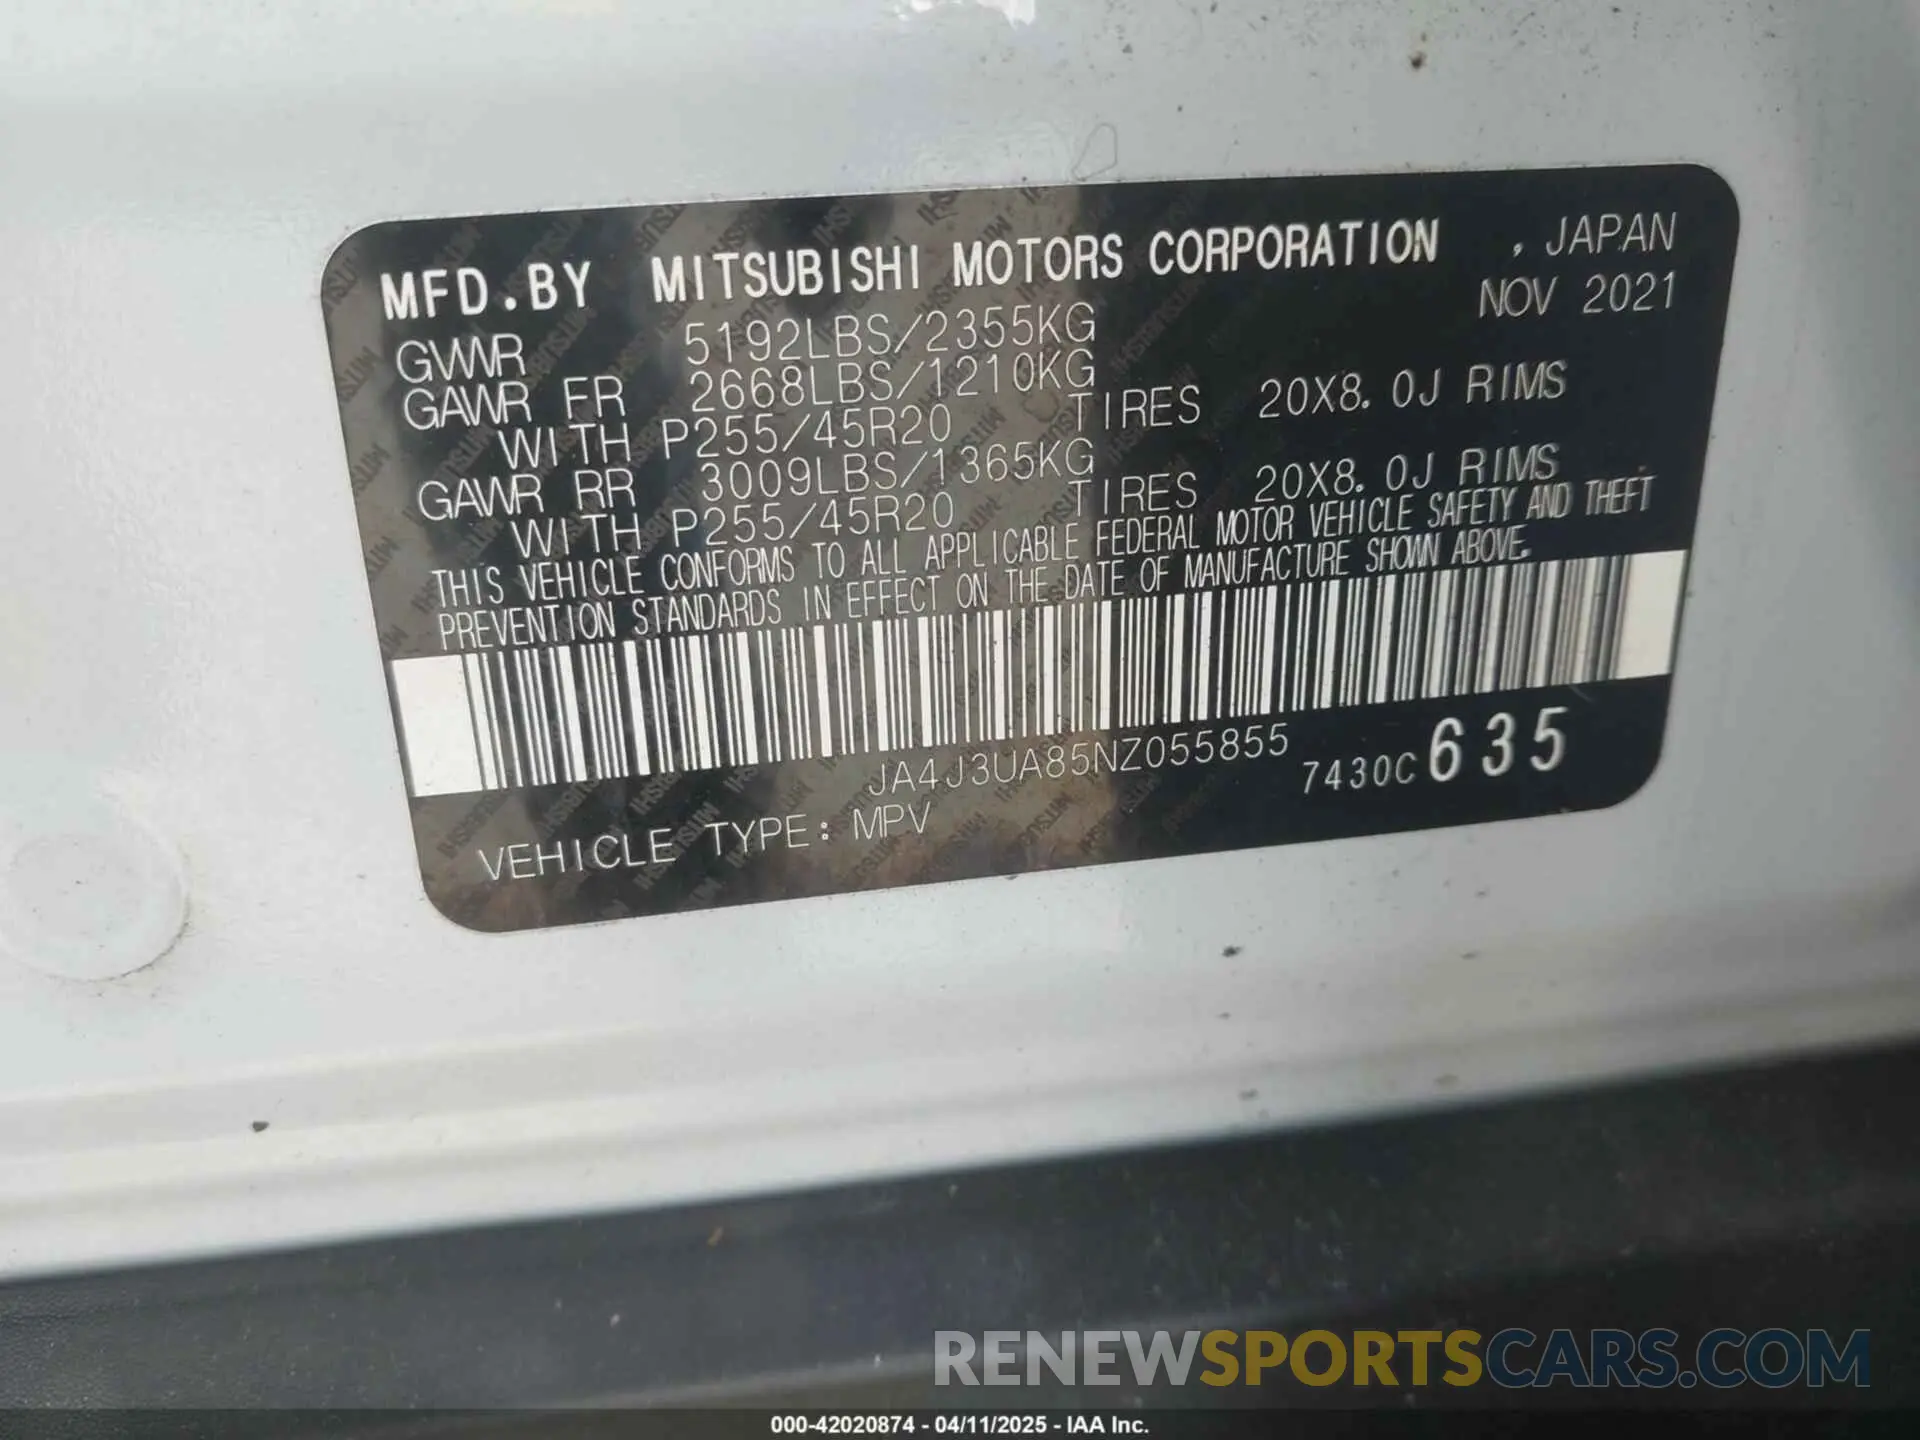 MFD.BY MITSUBISHI MOTORS CORPORATION , JAPAN
NOV 2021
GVWR 5192LBS/2355KG
GAWR FR 2668LBS/1210KG
WITH P255/45R20 TIRES 20X8.0J RIMS
GAWR RR 3009LBS/1365KG
WITH P255/45R20 TIRES 20X8.0J RIMS
THIS VEHICLE CONFORMS TO ALL APPLICABLE FEDERAL MOTOR VEHICLE SAFETY AND THEFT
PREVENTION STANDARDS IN EFFECT ON THE DATE OF MANUFACTURE SHOWN ABOVE.
JA4J3UA85NZ055855 7430C635
VEHICLE TYPE: MPV
RENEWSPORTSCARS.COM
000-42020874 - 04/11/2025 - IAA Inc.